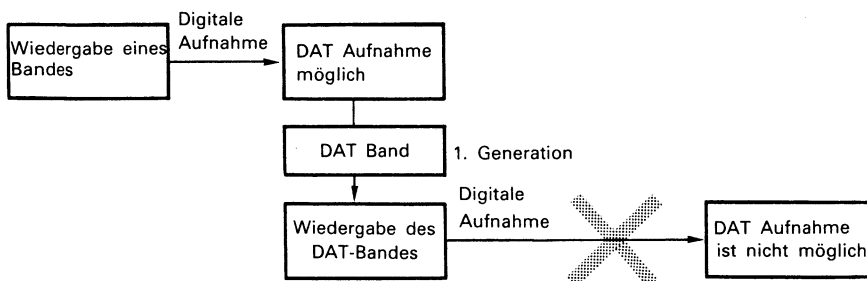 Wiedergabe eines
Bandes
Digitale
Aufnahme
DAT Aufnahme
möglich
DAT Band
1. Generation
Wiedergabe des
DAT-Bandes
Digitale
Aufnahme
DAT Aufnahme
ist nicht möglich